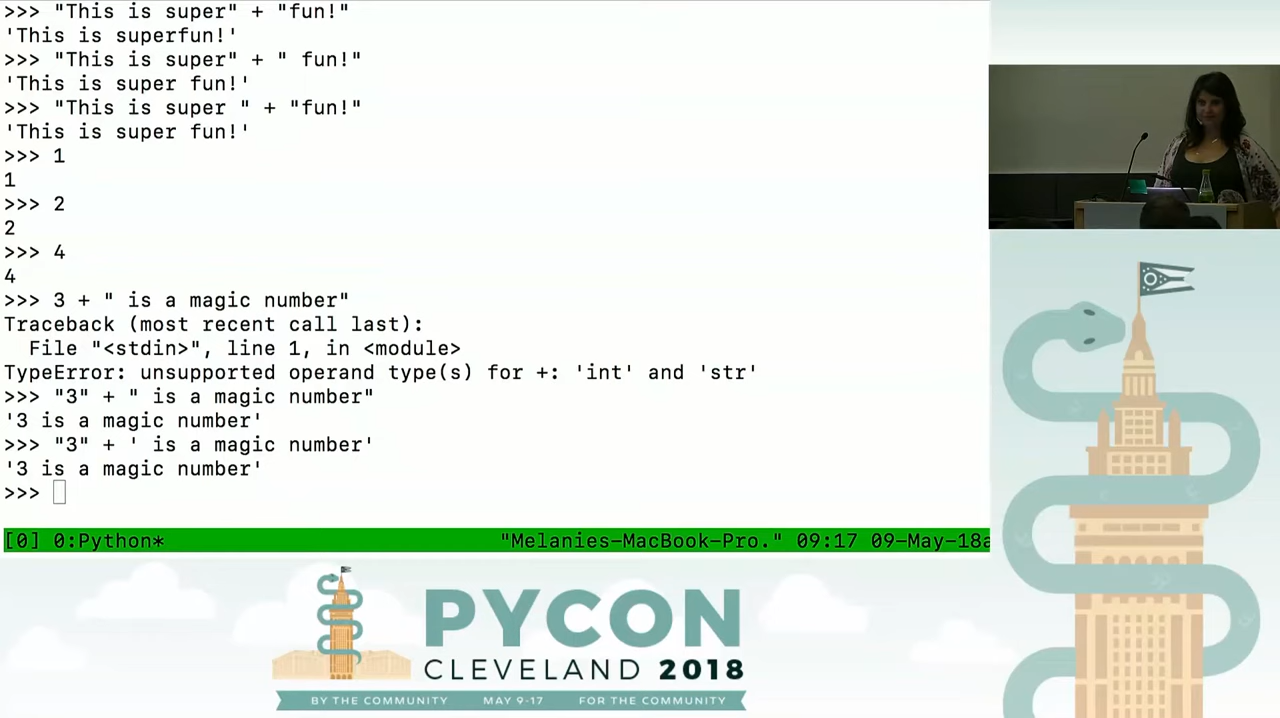 >>> "This is super" + "fun!"
'This is superfun!'
>>> "This is super" + " fun!"
'This is super fun!'
>>> "This is super " + "fun!"
'This is super fun!'
>>> 1
1
>>> 2
2
>>> 4
4
>>> 3 + " is a magic number"
Traceback (most recent call last):
  File "<stdin>", line 1, in <module>
TypeError: unsupported operand type(s) for +: 'int' and 'str'
>>> "3" + " is a magic number"
'3 is a magic number'
>>> "3" + ' is a magic number'
'3 is a magic number'
>>>
[0] 0:Python* "Melanies-MacBook-Pro." 09:17 09-May-18a
PYCON
CLEVELAND 2018
BY THE COMMUNITY MAY 9-17 FOR THE COMMUNITY